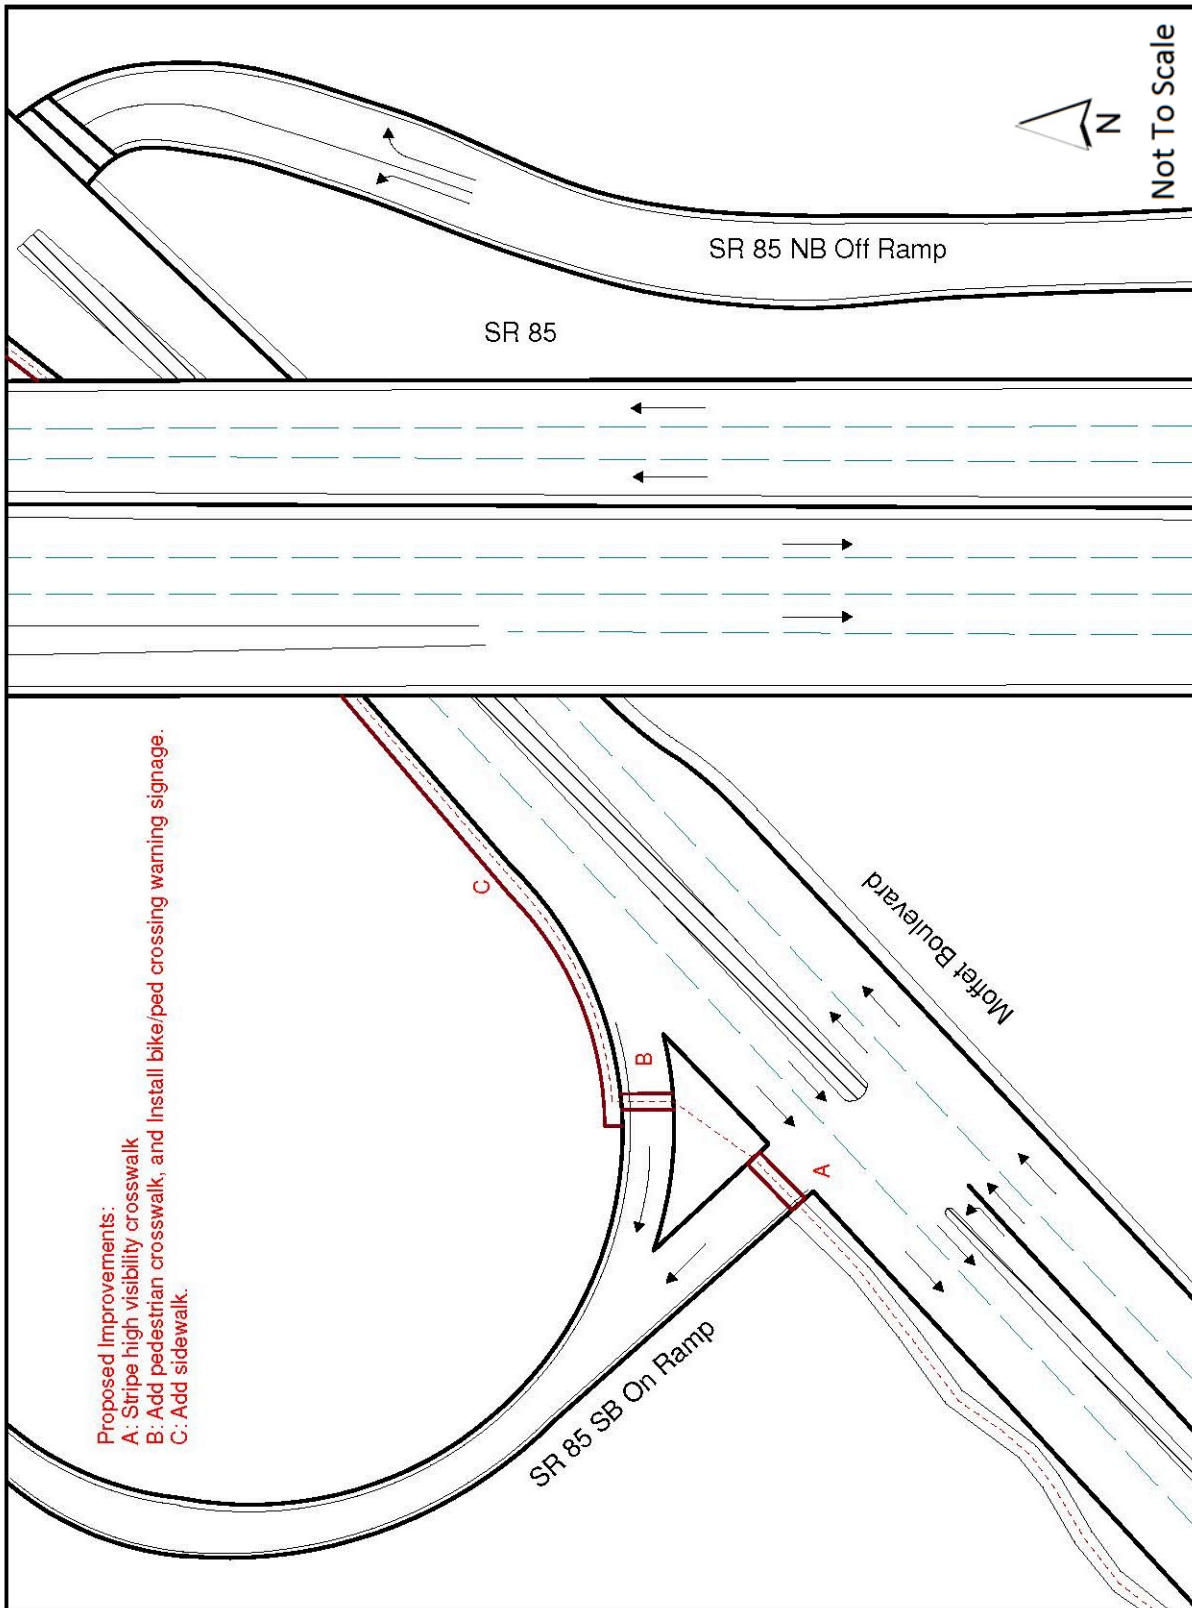 Proposed Improvements:
A: Stripe high visibility crosswalk
B: Add pedestrian crosswalk, and Install bike/ped crossing warning signage.
C: Add sidewalk.
SR 85 NB Off Ramp
SR 85
N
Not To Scale
C
B
A
Moffet Boulevard
SR 85 SB On Ramp